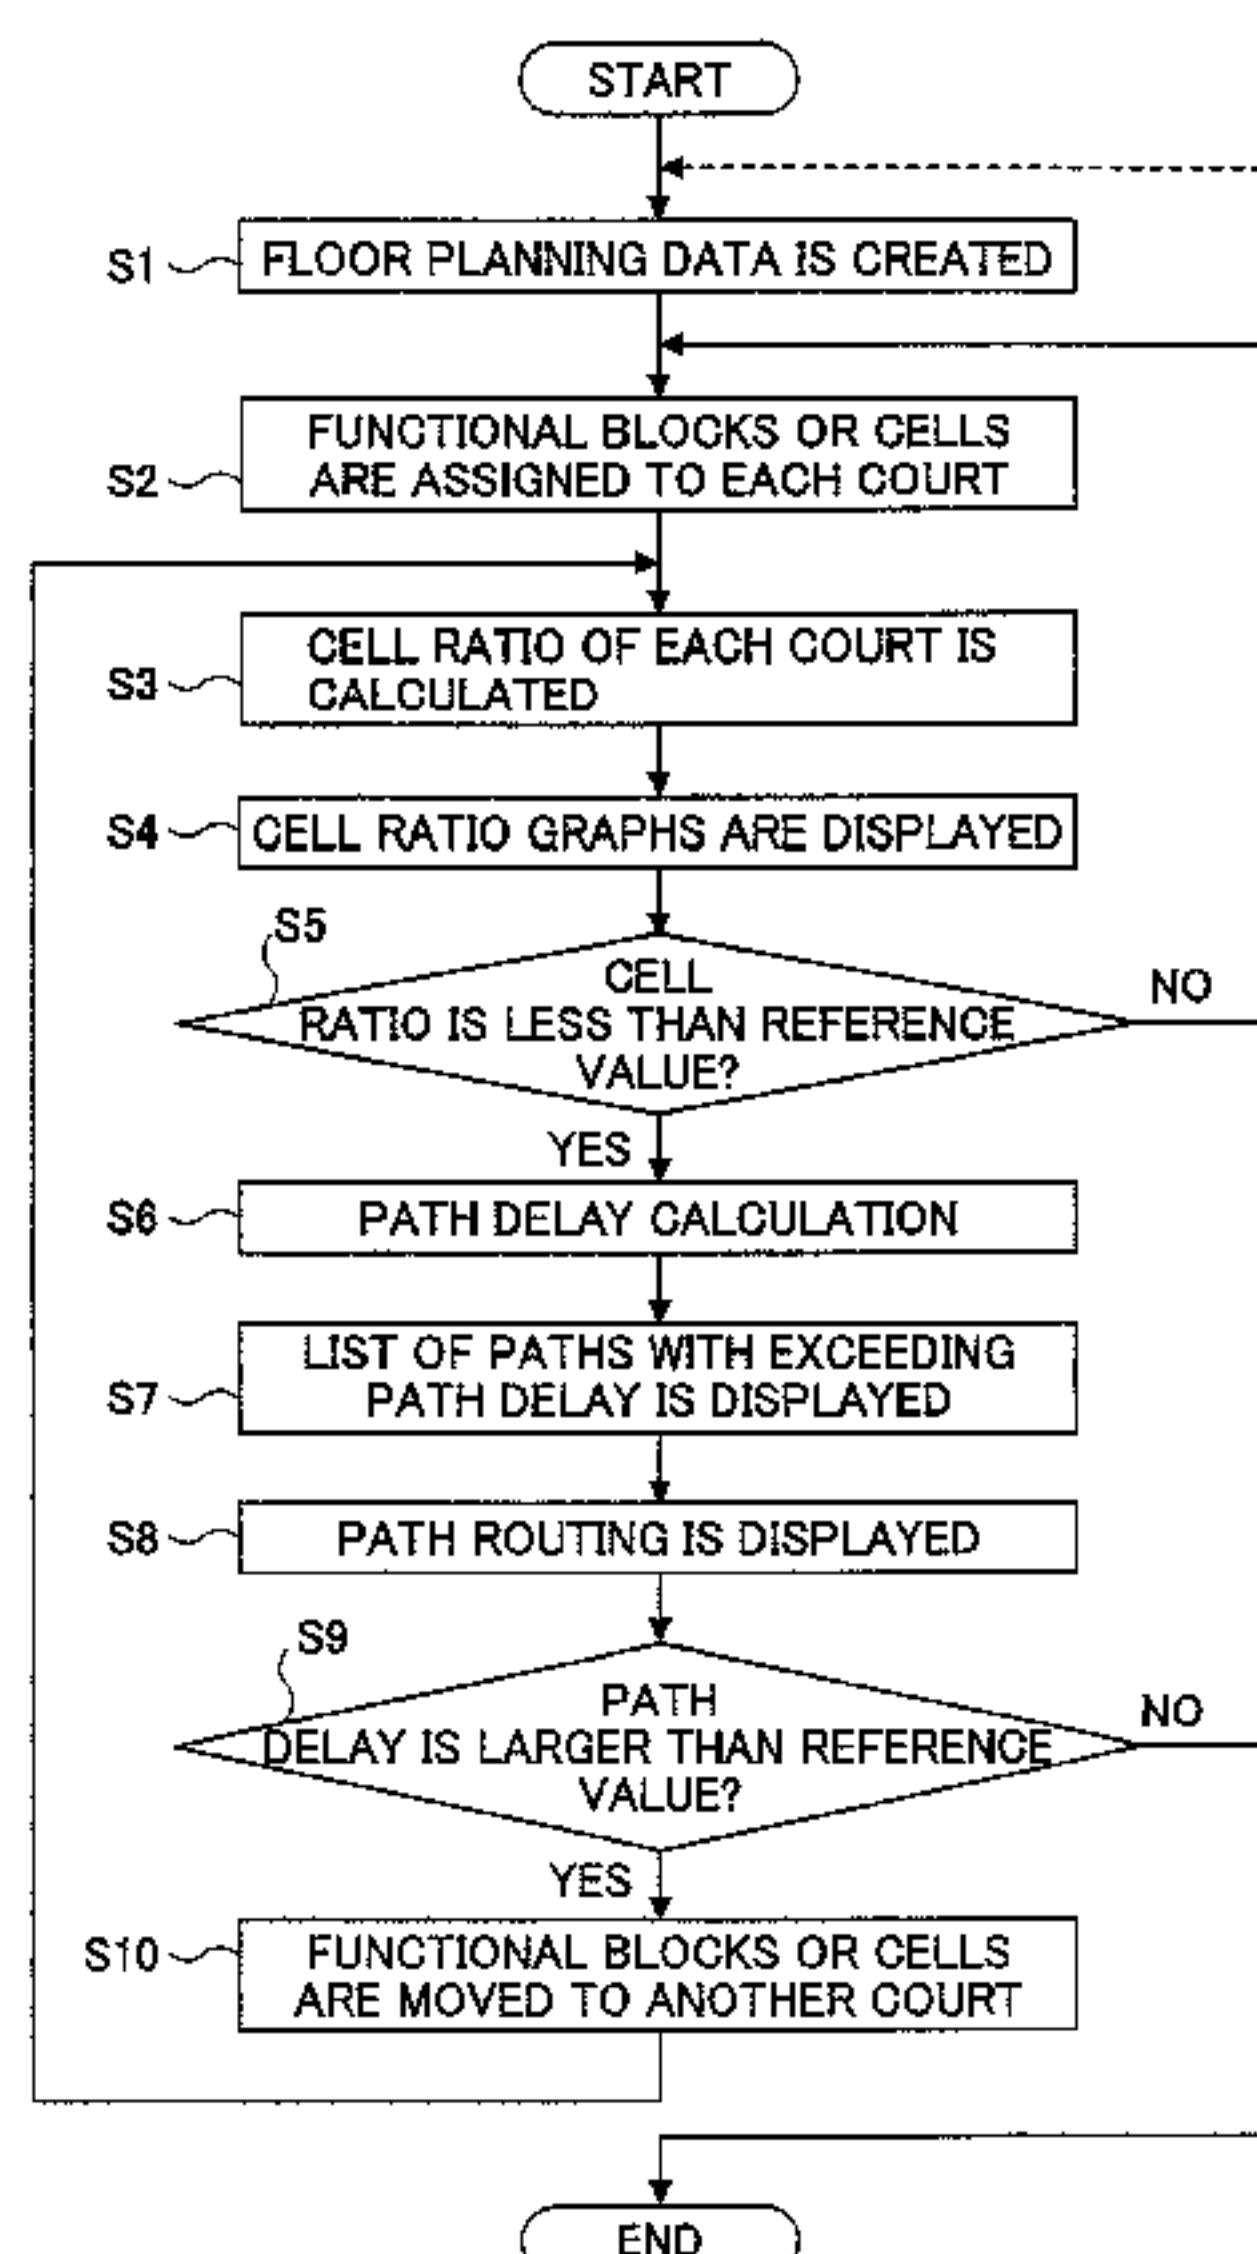 START
S1
FLOOR PLANNING DATA IS CREATED
S2
FUNCTIONAL BLOCKS OR CELLS
ARE ASSIGNED TO EACH COURT
S3
CELL RATIO OF EACH COURT IS
CALCULATED
S4
CELL RATIO GRAPHS ARE DISPLAYED
S5
CELL
RATIO IS LESS THAN REFERENCE
VALUE?
NO
YES
S6
PATH DELAY CALCULATION
S7
LIST OF PATHS WITH EXCEEDING
PATH DELAY IS DISPLAYED
S8
PATH ROUTING IS DISPLAYED
S9
PATH
DELAY IS LARGER THAN REFERENCE
VALUE?
NO
YES
S10
FUNCTIONAL BLOCKS OR CELLS
ARE MOVED TO ANOTHER COURT
END